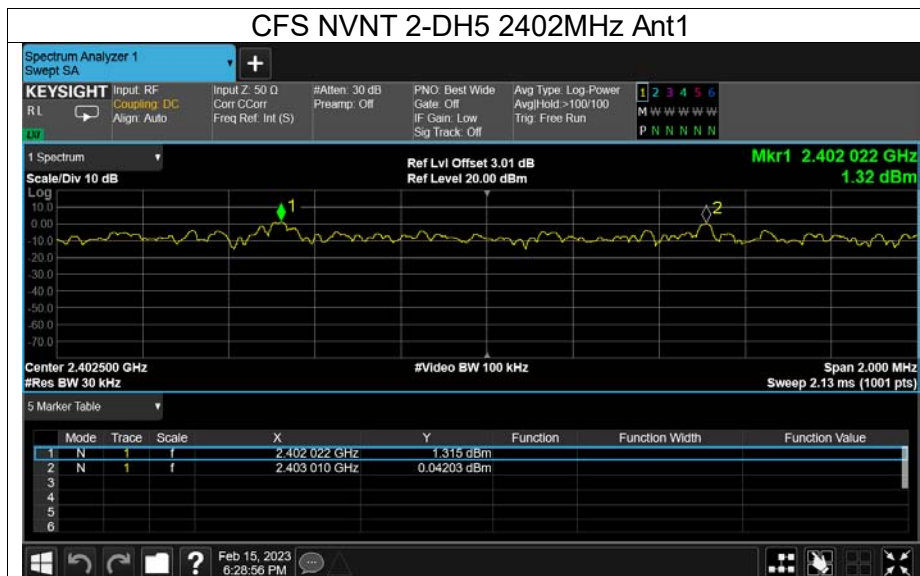 CFS NVNT 2-DH5 2402MHz Ant1
Spectrum Analyzer 1
Swept SA
+
KEYSIGHT Input: RF Input Z: 50 Ω #Atten: 30 dB PNO: Best Wide Avg Type: Log-Power 1 2 3 4 5 6
RL Coupling: DC Corr CCorr Preamp: Off Gate: Off Avg|Hold:>100/100 M W W W W W
Align: Auto Freq Ref: Int (S) IF Gain: Low Trig: Free Run
Sig Track: Off P N N N N N
1 Spectrum Ref Lvl Offset 3.01 dB Mkr1 2.402 022 GHz
Scale/Div 10 dB Ref Level 20.00 dBm 1.32 dBm
Log
10.0
0.00
-10.0
-20.0
-30.0
-40.0
-50.0
-60.0
-70.0
1
2
Center 2.402500 GHz #Video BW 100 kHz Span 2.000 MHz
#Res BW 30 kHz Sweep 2.13 ms (1001 pts)
5 Marker Table
Mode Trace Scale X Y Function Function Width Function Value
1 N 1 f 2.402 022 GHz 1.315 dBm
2 N 1 f 2.403 010 GHz 0.04203 dBm
3
4
5
6
? Feb 15, 2023
6:28:56 PM